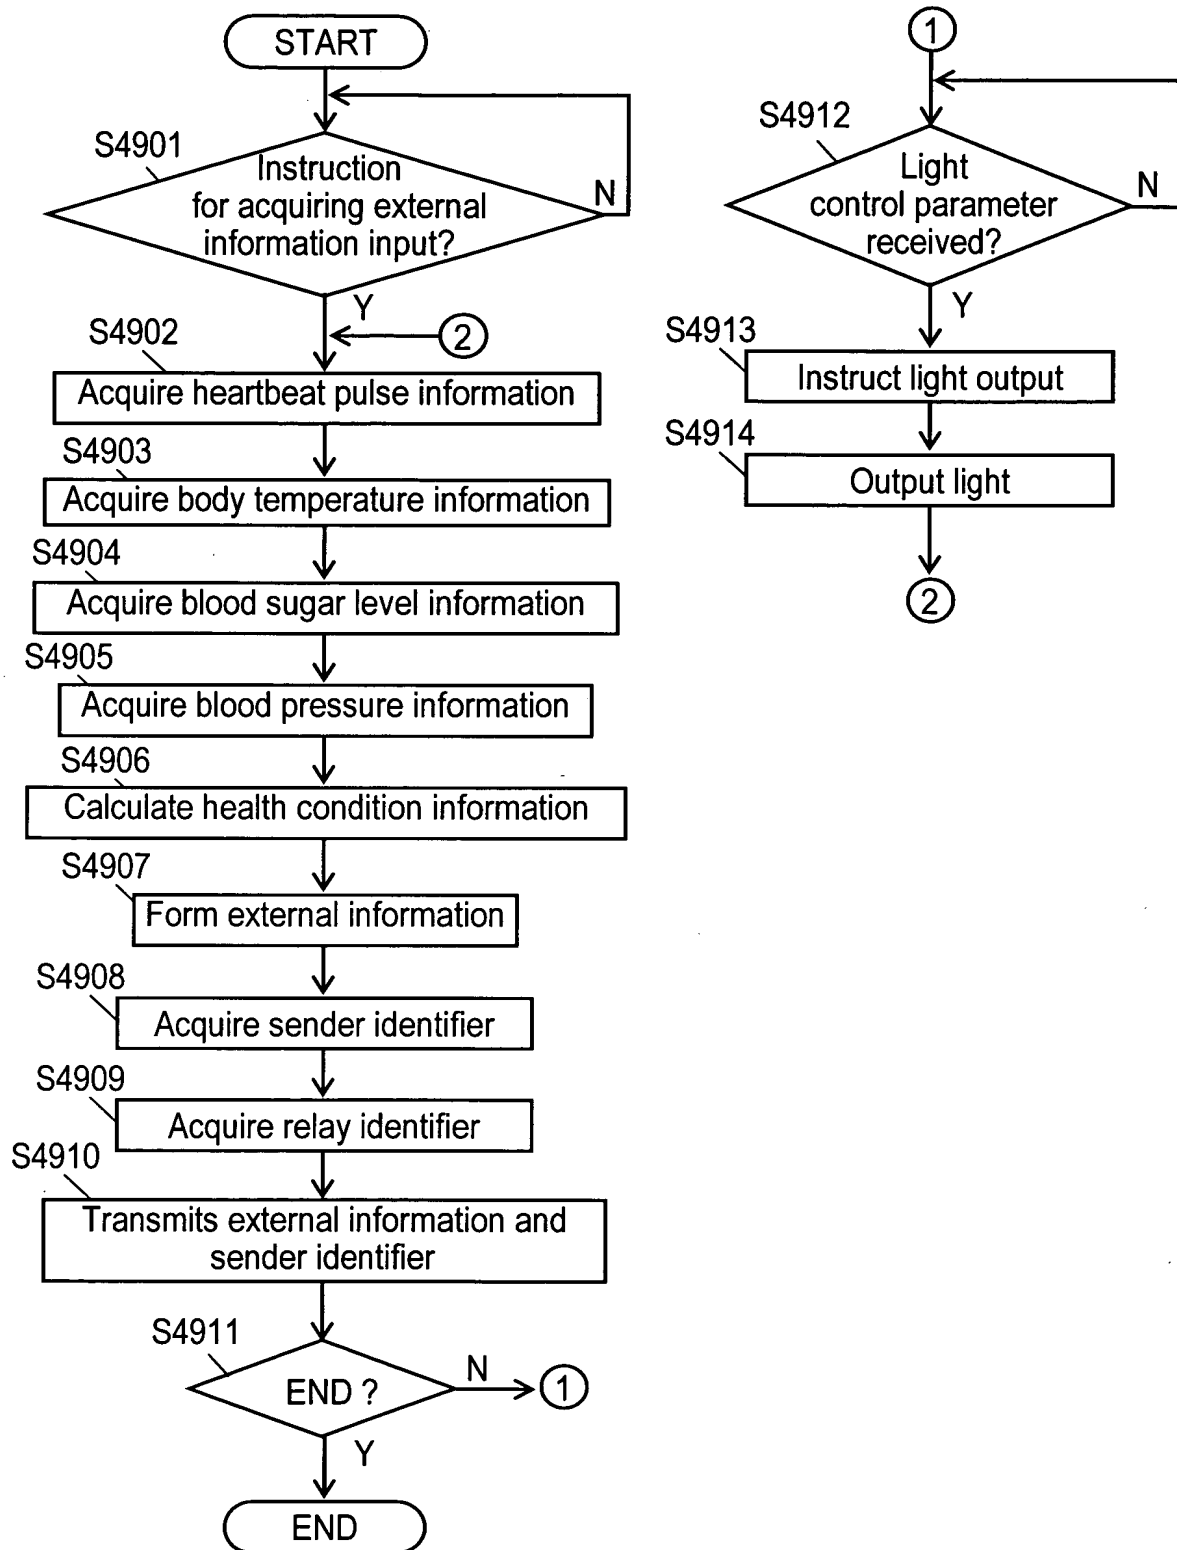 START
S4901
Instruction
for acquiring external
information input?
N
Y
2
S4902
Acquire heartbeat pulse information
S4903
Acquire body temperature information
S4904
Acquire blood sugar level information
S4905
Acquire blood pressure information
S4906
Calculate health condition information
S4907
Form external information
S4908
Acquire sender identifier
S4909
Acquire relay identifier
S4910
Transmits external information and
sender identifier
S4911
END ?
N
1
Y
END
1
S4912
Light
control parameter
received?
N
Y
S4913
Instruct light output
S4914
Output light
2